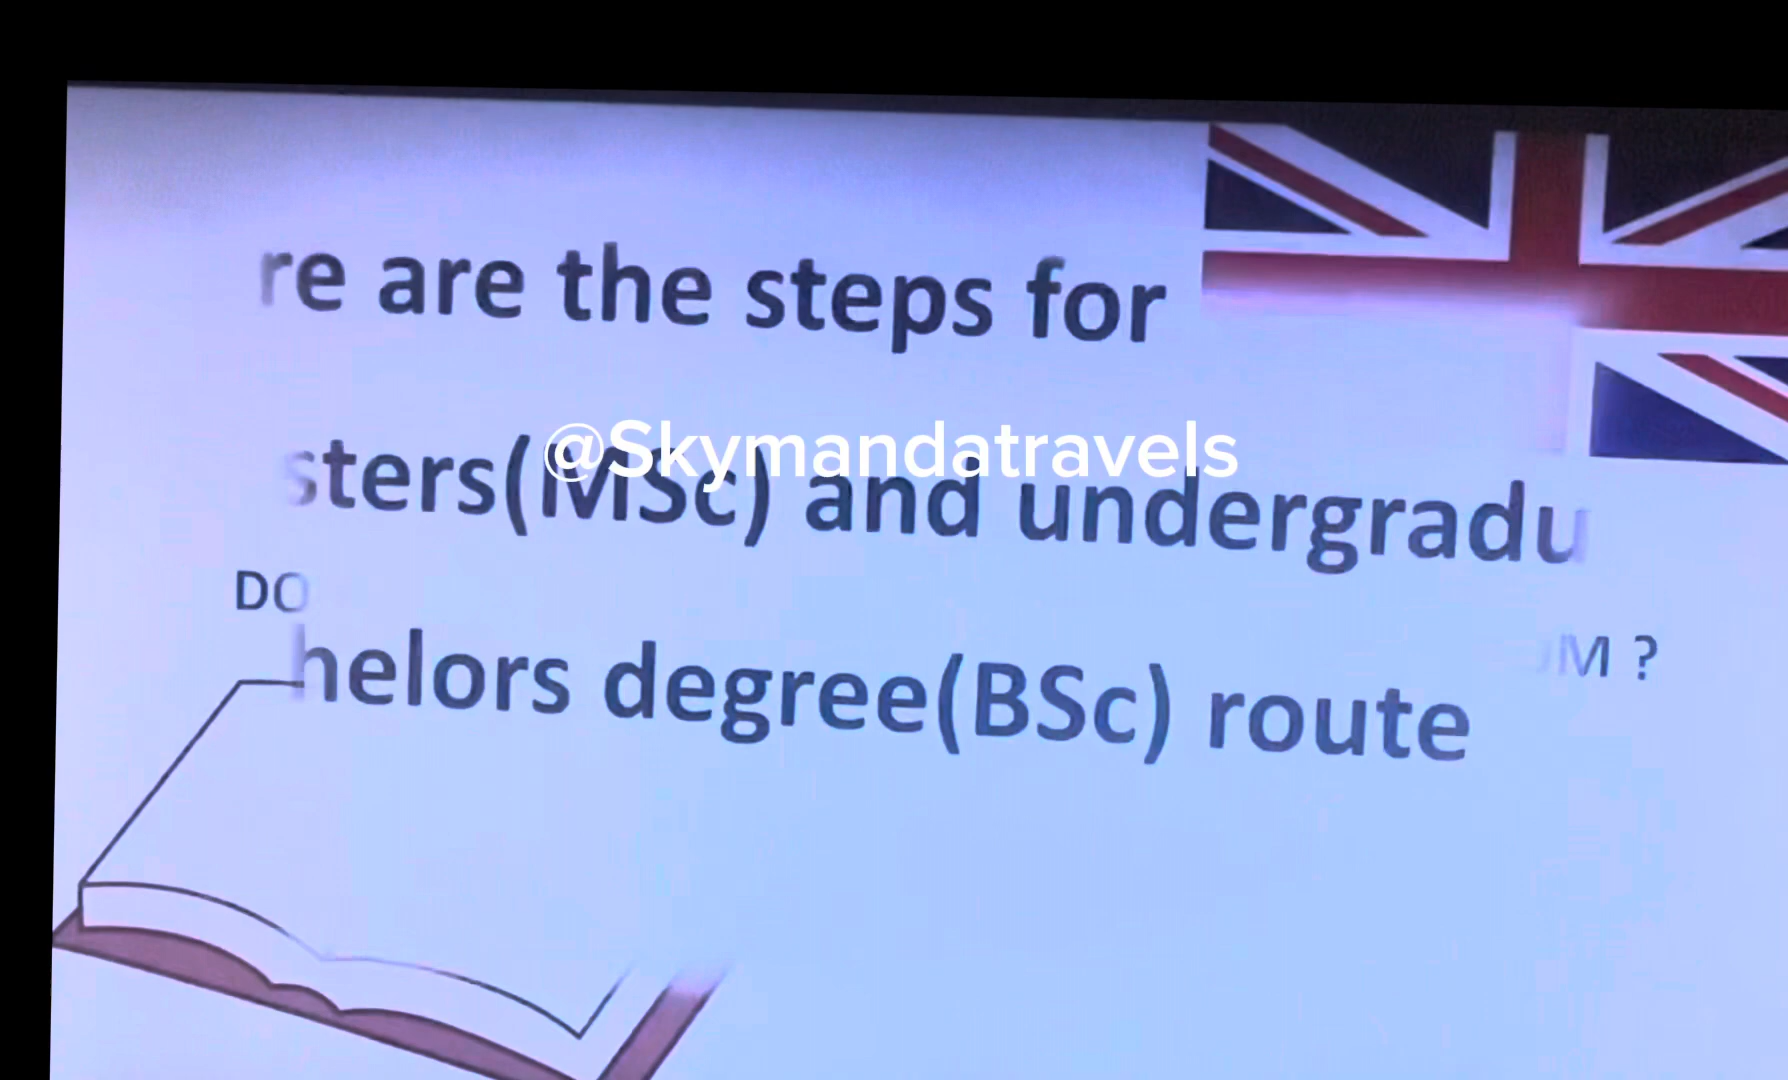 re are the steps for
@Skymandatravels
sters(MSc) and undergradu
DO
helors degree(BSc) route
M ?